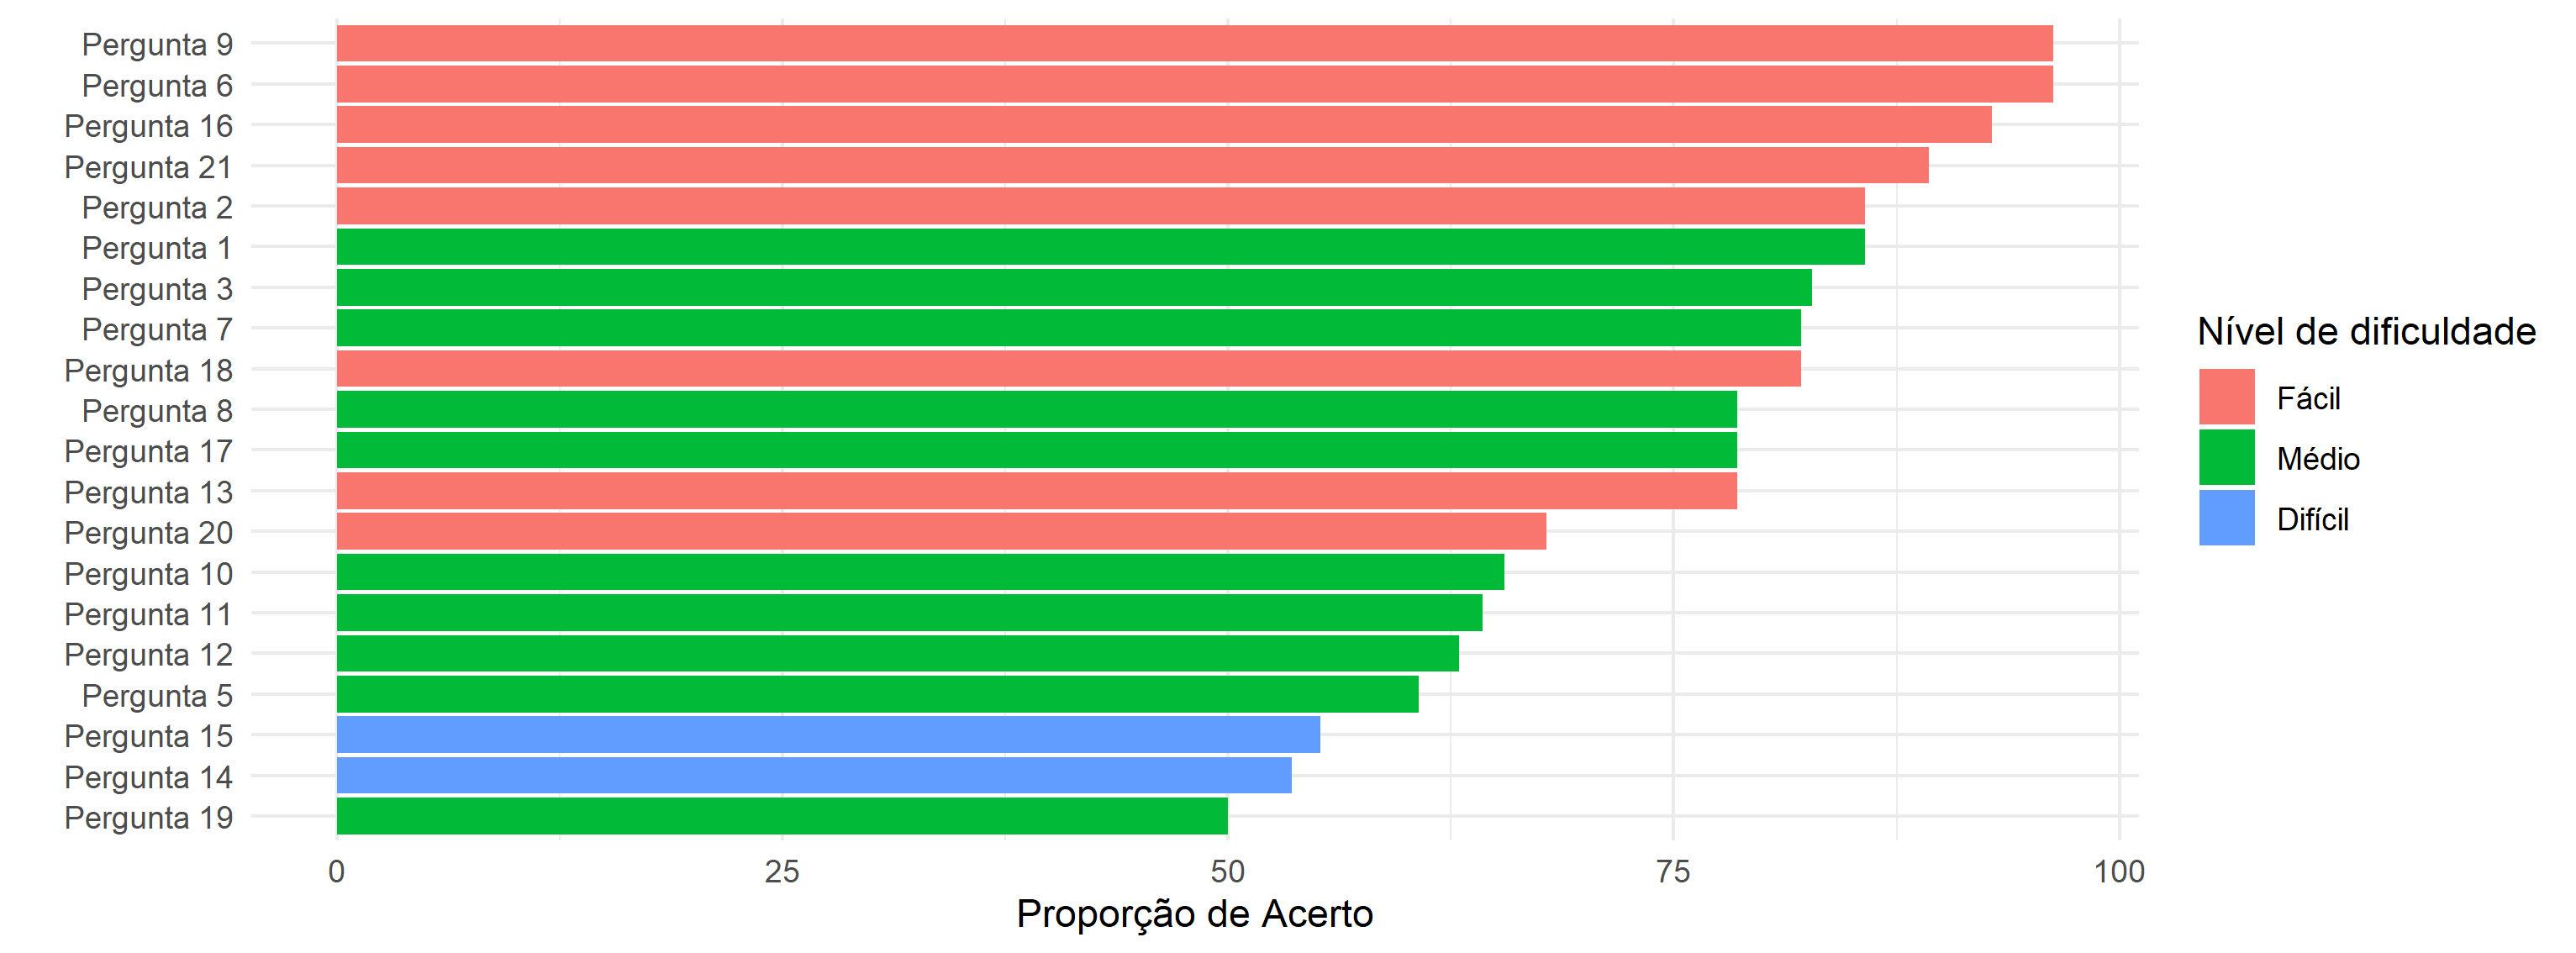 Pergunta 9
Pergunta 6
Pergunta 16
Pergunta 21
Pergunta 2
Pergunta 1
Pergunta 3
Pergunta 7
Pergunta 18
Pergunta 8
Pergunta 17
Pergunta 13
Pergunta 20
Pergunta 10
Pergunta 11
Pergunta 12
Pergunta 5
Pergunta 15
Pergunta 14
Pergunta 19
0 25 50 75 100
Proporção de Acerto
Nível de dificuldade
Fácil
Médio
Difícil